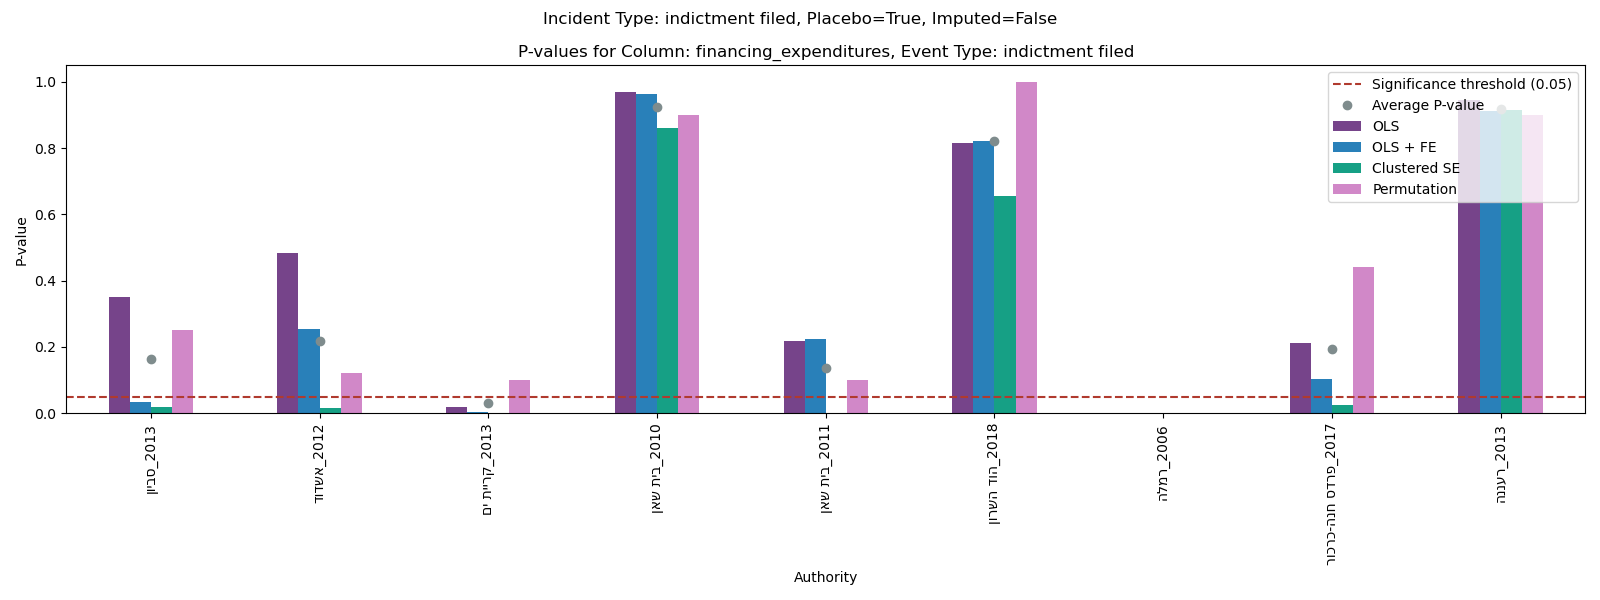 Incident Type: indictment filed, Placebo=True, Imputed=False
P-values for Column: financing_expenditures, Event Type: indictment filed
P-value
1.0
0.8
0.6
0.4
0.2
0.0
Significance threshold (0.05)
Average P-value
OLS
OLS + FE
Clustered SE
Permutation
סביון_2013
אשדוד_2012
קריית ים_2013
בית שאן_2010
בית שאן_2011
הוד השרון_2018
רמלה_2006
פרדס חנה-כרכור_2017
רעננה_2013
Authority